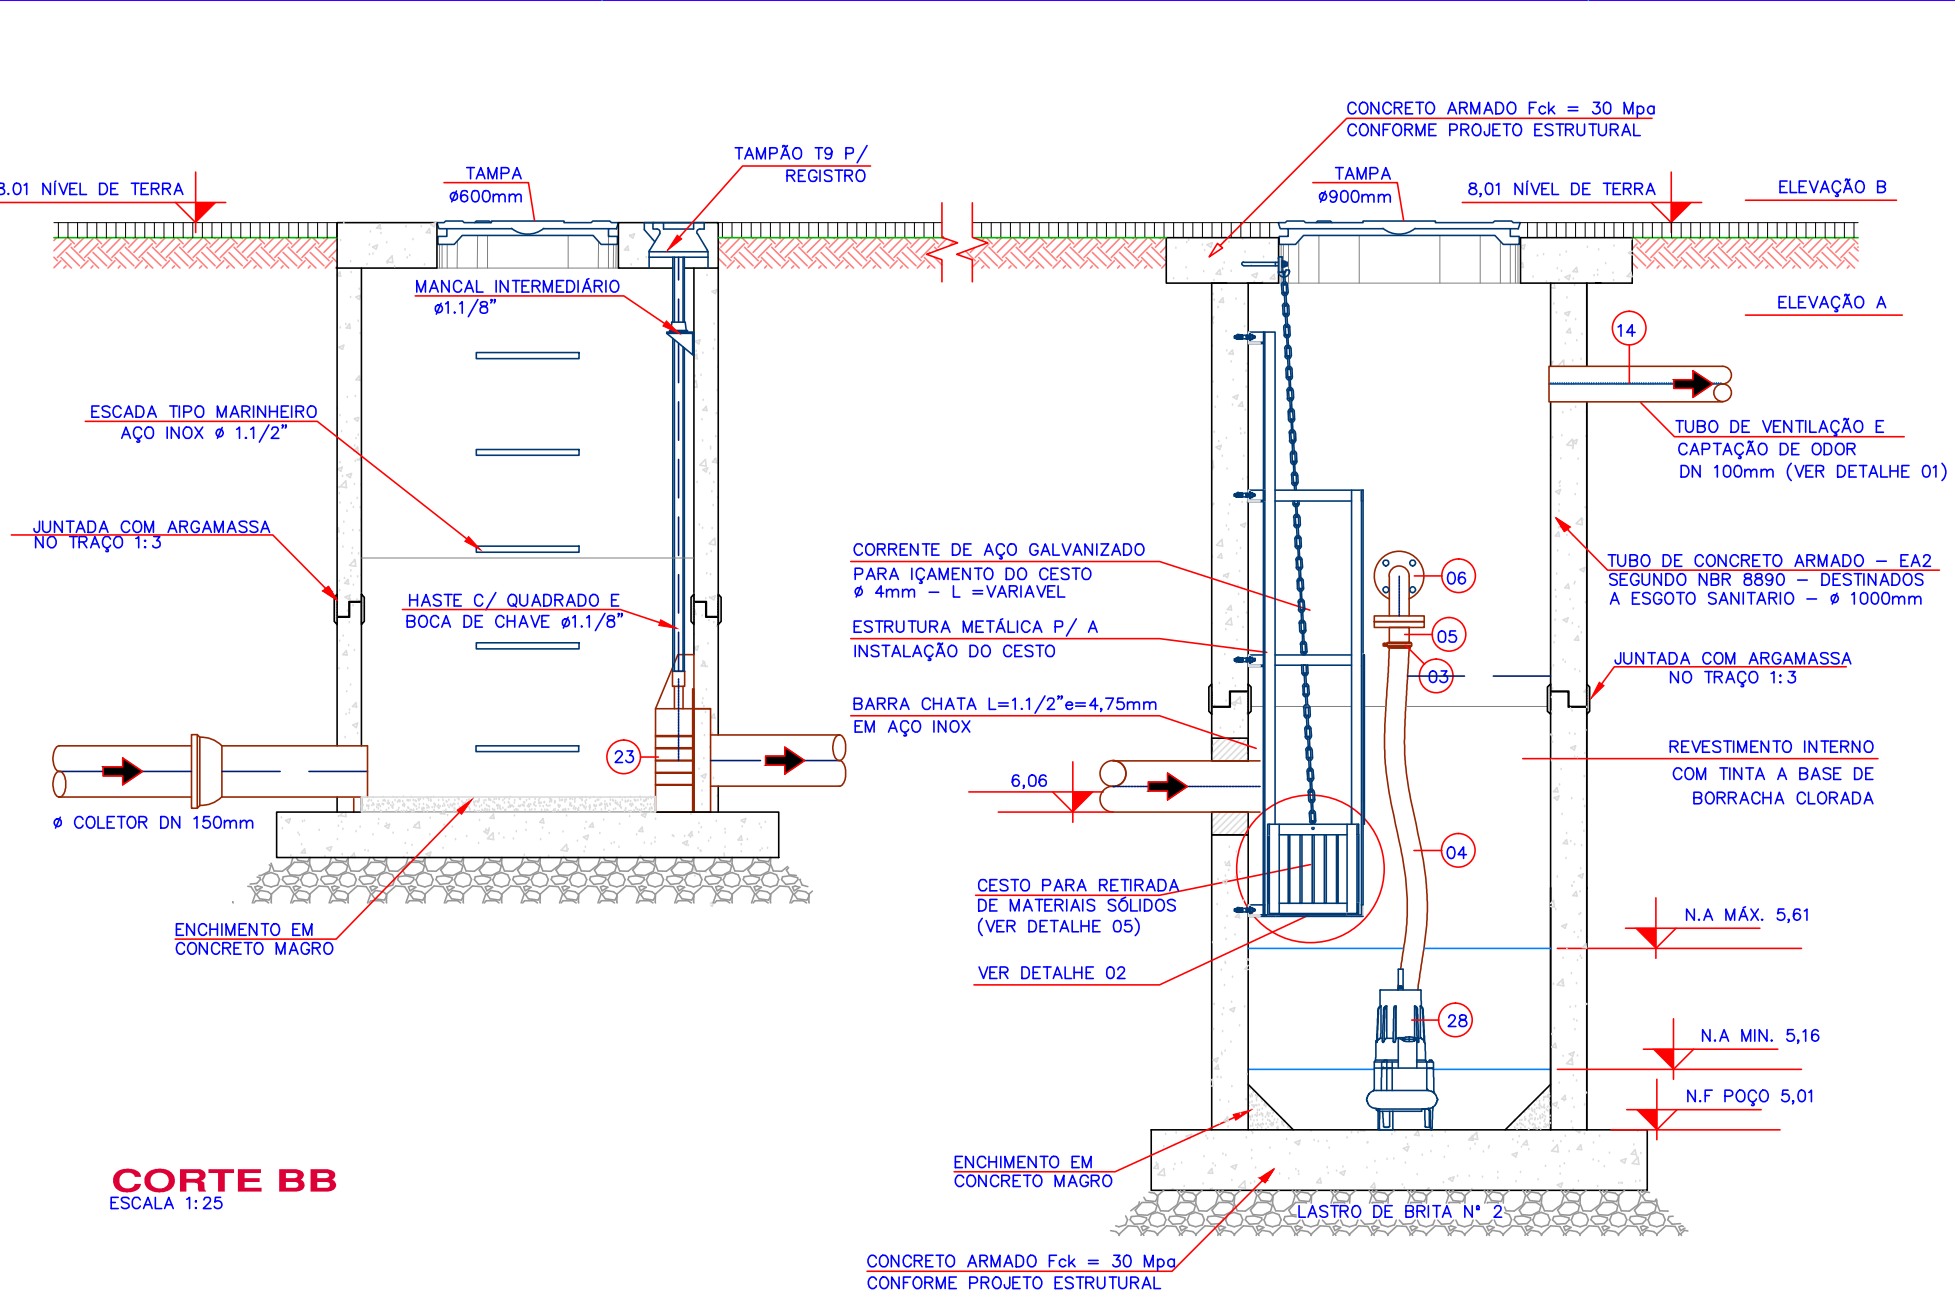 CONCRETO ARMADO Fck = 30 Mpa
CONFORME PROJETO ESTRUTURAL
TAMPÃO T9 P/
REGISTRO
TAMPA
ø600mm
8.01 NÍVEL DE TERRA
TAMPA
ø900mm
8,01 NÍVEL DE TERRA
ELEVAÇÃO B
MANCAL INTERMEDIÁRIO
ø1.1/8”
ELEVAÇÃO A
14
ESCADA TIPO MARINHEIRO
AÇO INOX ø 1.1/2”
TUBO DE VENTILAÇÃO E
CAPTAÇÃO DE ODOR
DN 100mm (VER DETALHE 01)
JUNTADA COM ARGAMASSA
NO TRAÇO 1:3
CORRENTE DE AÇO GALVANIZADO
PARA IÇAMENTO DO CESTO
ø 4mm – L =VARIAVEL
06
TUBO DE CONCRETO ARMADO – EA2
SEGUNDO NBR 8890 – DESTINADOS
A ESGOTO SANITARIO – ø 1000mm
HASTE C/ QUADRADO E
BOCA DE CHAVE ø1.1/8”
ESTRUTURA METÁLICA P/ A
INSTALAÇÃO DO CESTO
05
03
JUNTADA COM ARGAMASSA
NO TRAÇO 1:3
BARRA CHATA L=1.1/2”e=4,75mm
EM AÇO INOX
23
REVESTIMENTO INTERNO
COM TINTA A BASE DE
BORRACHA CLORADA
6,06
ø COLETOR DN 150mm
04
CESTO PARA RETIRADA
DE MATERIAIS SÓLIDOS
(VER DETALHE 05)
N.A MÁX. 5,61
ENCHIMENTO EM
CONCRETO MAGRO
VER DETALHE 02
28
N.A MIN. 5,16
N.F POÇO 5,01
ENCHIMENTO EM
CONCRETO MAGRO
CORTE BB
ESCALA 1:25
LASTRO DE BRITA N° 2
CONCRETO ARMADO Fck = 30 Mpa
CONFORME PROJETO ESTRUTURAL